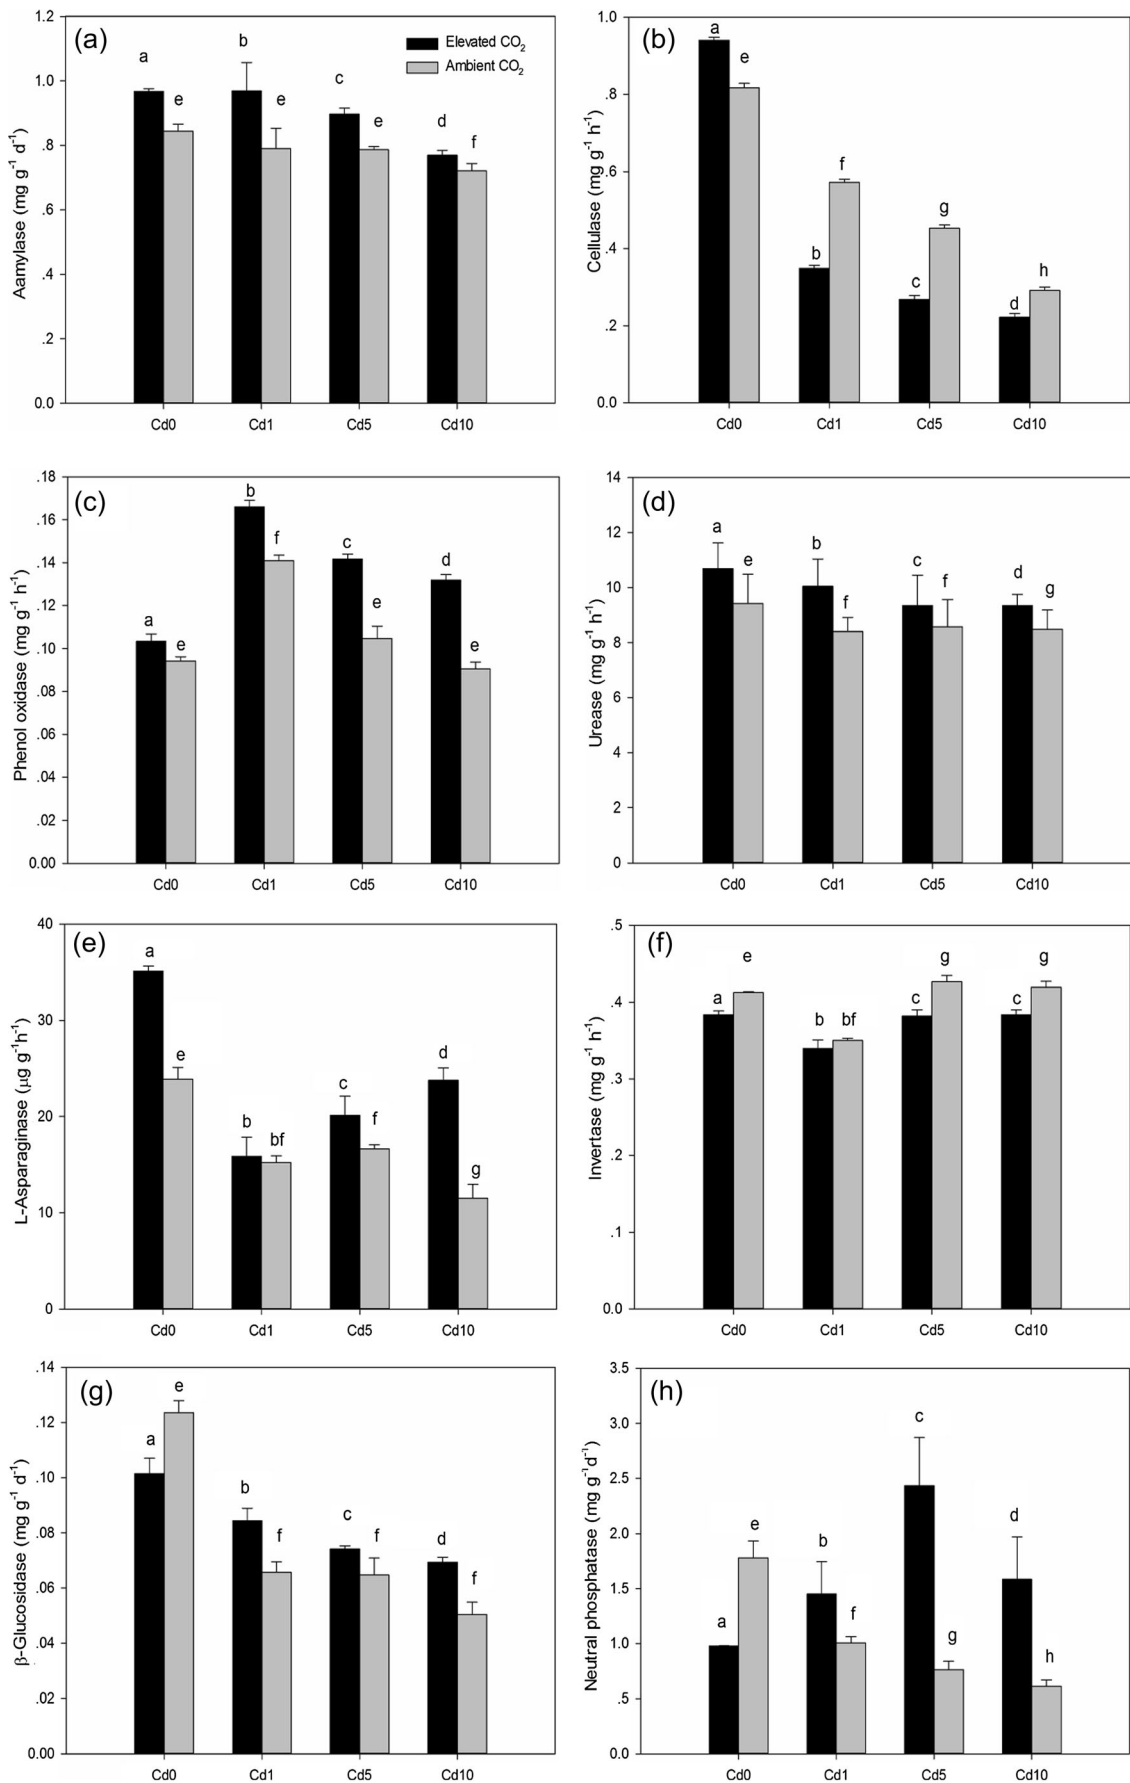 (a)
Elevated CO2
Ambient CO2
Aamylase (mg g-1 d-1)
1.2
1.0
.8
.6
.4
.2
0.0
a
e
b
e
c
e
d
f
Cd0
Cd1
Cd5
Cd10
(b)
Cellulase (mg g-1 h-1)
1.0
.8
.6
.4
.2
0.0
a
e
b
f
c
g
d
h
Cd0
Cd1
Cd5
Cd10
(c)
Phenol oxidase (mg g-1 h-1)
.18
.16
.14
.12
.10
.08
.06
.04
.02
0.00
a
e
b
f
c
e
d
e
Cd0
Cd1
Cd5
Cd10
(d)
Urease (mg g-1 h-1)
14
12
10
8
6
4
2
0
a
e
b
f
c
f
d
g
Cd0
Cd1
Cd5
Cd10
(e)
L-Asparaginase (μg g-1h-1)
40
30
20
10
0
a
e
b
bf
c
f
d
g
Cd0
Cd1
Cd5
Cd10
(f)
Invertase (mg g-1 h-1)
.5
.4
.3
.2
.1
0.0
a
e
b
bf
c
g
c
g
Cd0
Cd1
Cd5
Cd10
(g)
β-Glucosidase (mg g-1 d-1)
.14
.12
.10
.08
.06
.04
.02
0.00
a
e
b
f
c
f
d
f
Cd0
Cd1
Cd5
Cd10
(h)
Neutral phosphatase (mg g-1d-1)
3.5
3.0
2.5
2.0
1.5
1.0
.5
0.0
a
e
b
f
c
g
d
h
Cd0
Cd1
Cd5
Cd10